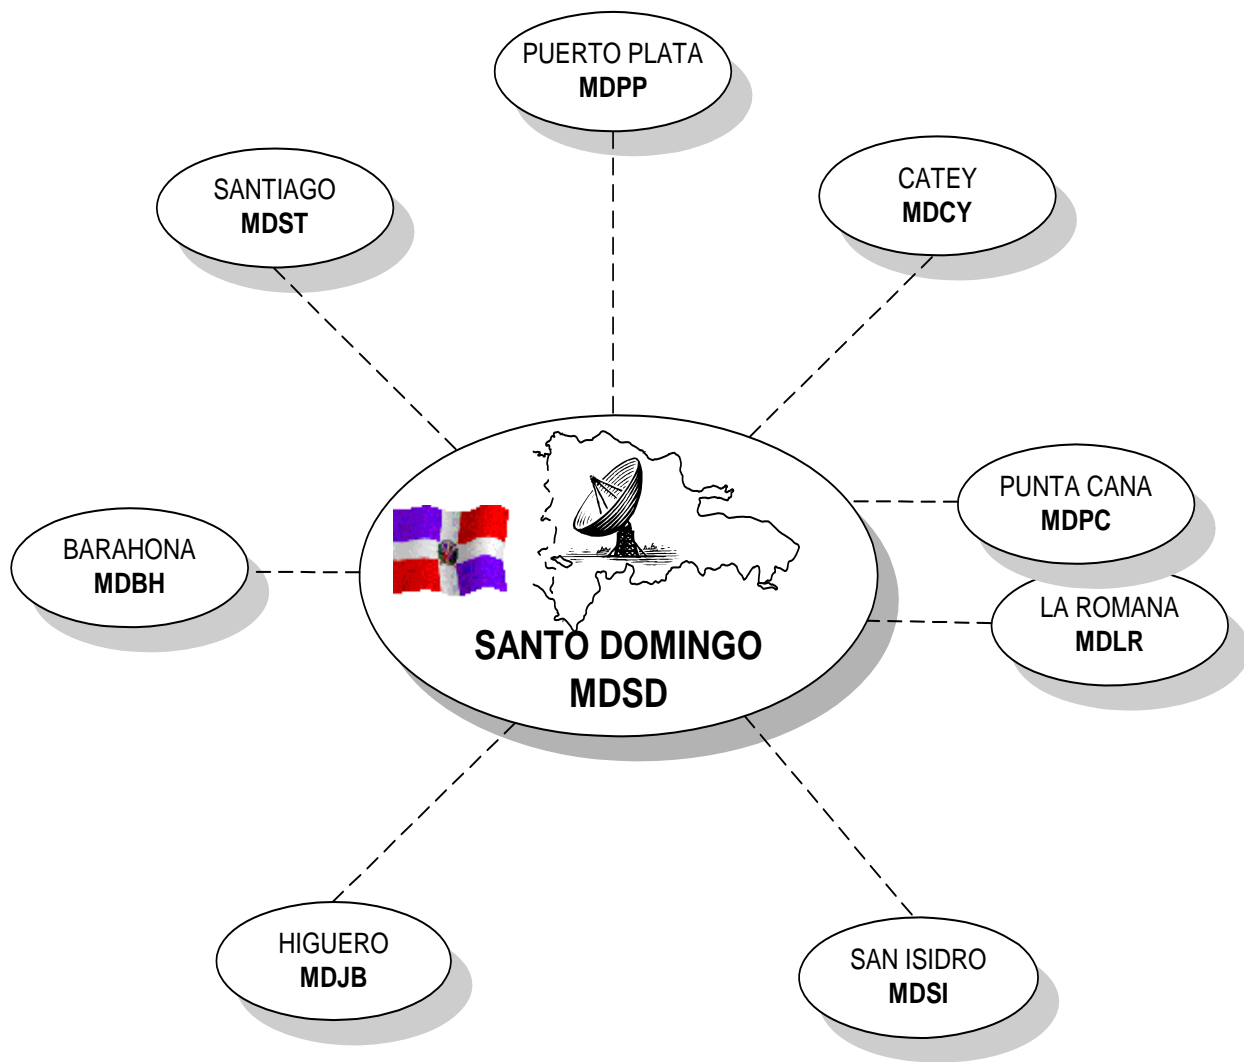 PUERTO PLATA
MDPP
SANTIAGO
MDST
CATEY
MDCY
PUNTA CANA
MDPC
BARAHONA
MDBH
LA ROMANA
MDLR
SANTO DOMINGO
MDSD
HIGUERO
MDJB
SAN ISIDRO
MDSI